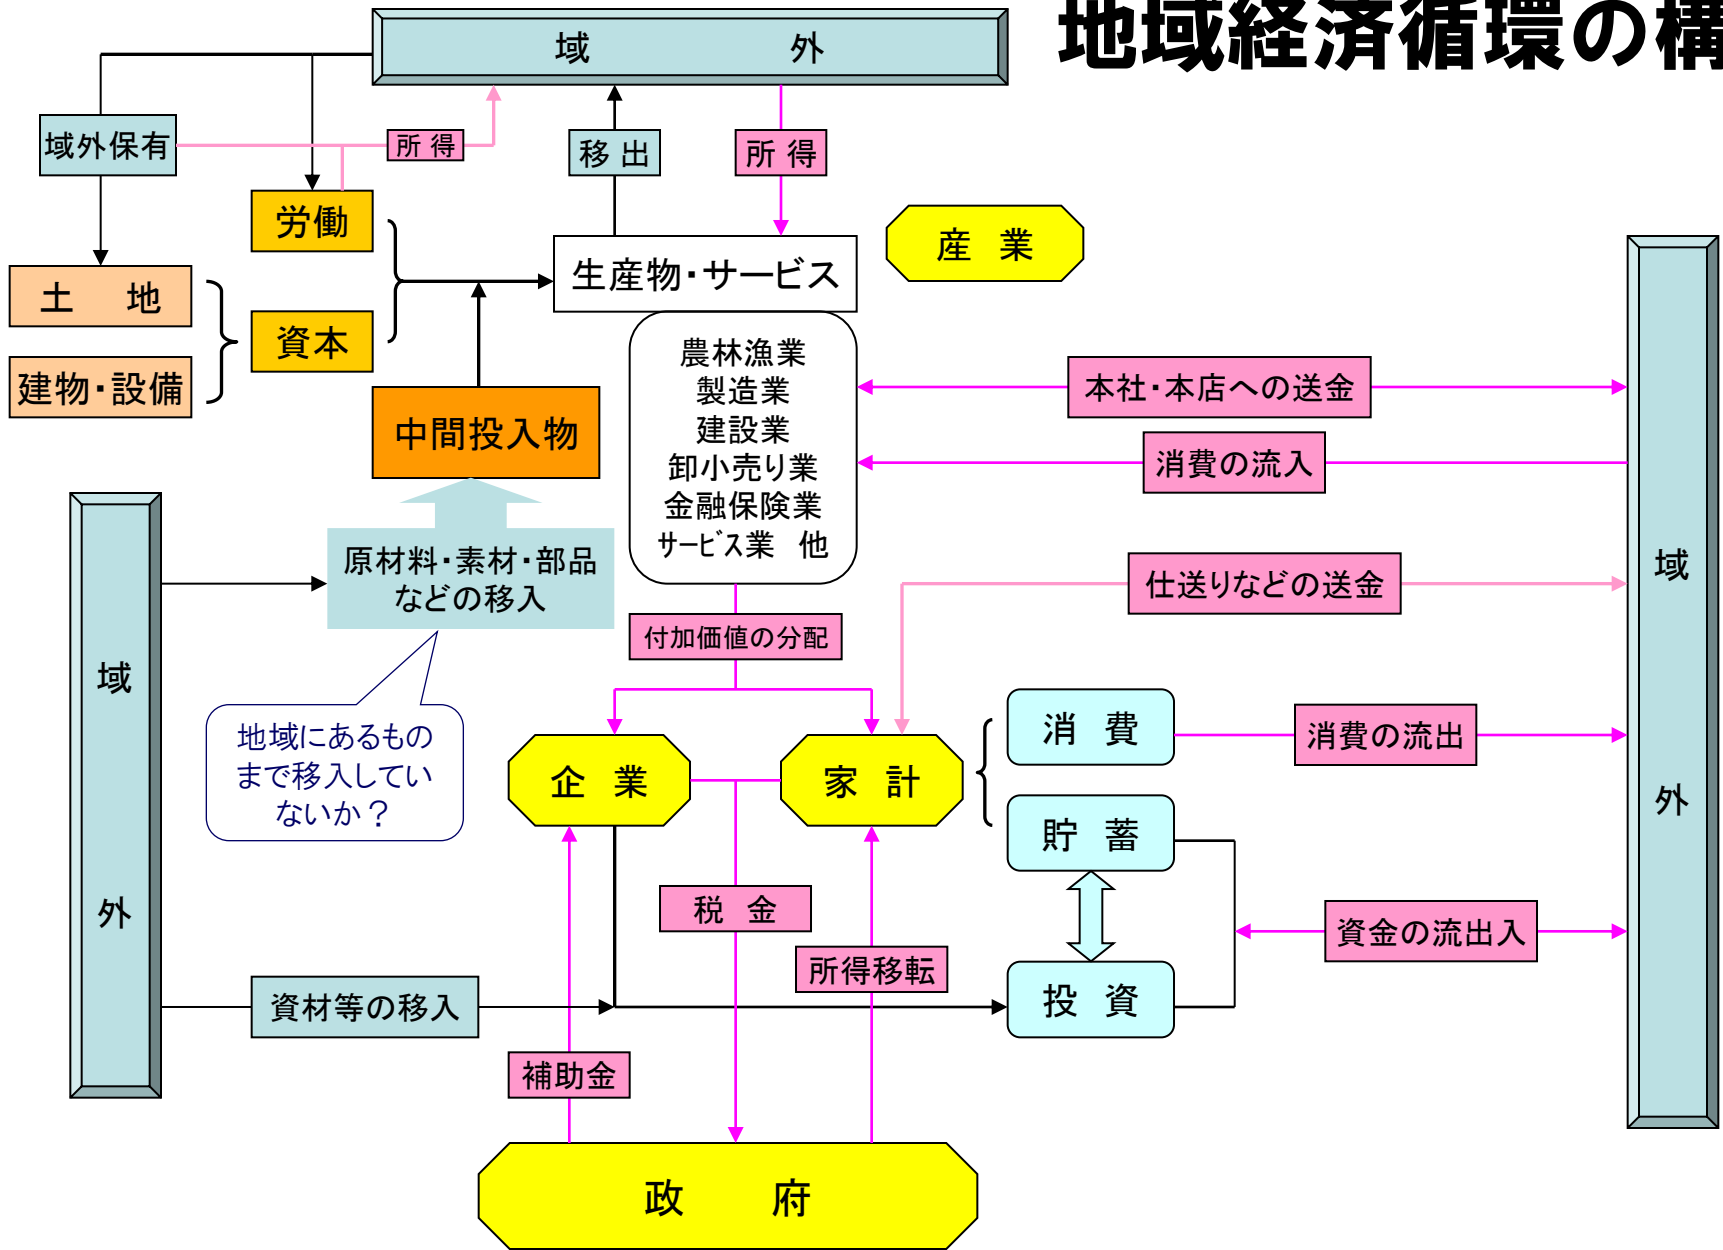 地域経済循環の構
域 外
域外保有
所 得
移 出
所 得
労働
産 業
土 地
生産物・サービス
資本
建物・設備
中間投入物
農林漁業
製造業
建設業
卸小売り業
金融保険業
サービス業 他
本社・本店への送金
消費の流入
原材料・素材・部品
などの移入
仕送りなどの送金
域 外
域 外
付加価値の分配
地域にあるもの
まで移入してい
ないか？
企 業
家 計
消 費
消費の流出
貯 蓄
税 金
資金の流出入
所得移転
投 資
資材等の移入
補助金
政 府